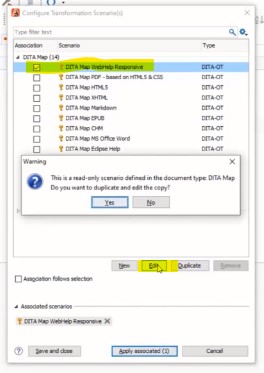 Configure Transformation Scenario(s)
Type filter text
Association Scenario Type
DITA Map (14)
DITA Map WebHelp Responsive DITA-OT
DITA Map PDF - based on HTML5 & CSS DITA-OT
DITA Map HTML5 DITA-OT
DITA Map XHTML DITA-OT
DITA Map Markdown DITA-OT
DITA Map EPUB DITA-OT
DITA Map CHM DITA-OT
DITA Map MS Office Word DITA-OT
DITA Map Eclipse Help DITA-OT
Warning
This is a read-only scenario defined in the document type: DITA Map
Do you want to duplicate and edit the copy?
Yes No
New Edit Duplicate Remove
Association follows selection
Associated scenarios
DITA Map WebHelp Responsive
Save and close Apply associated (1) Cancel